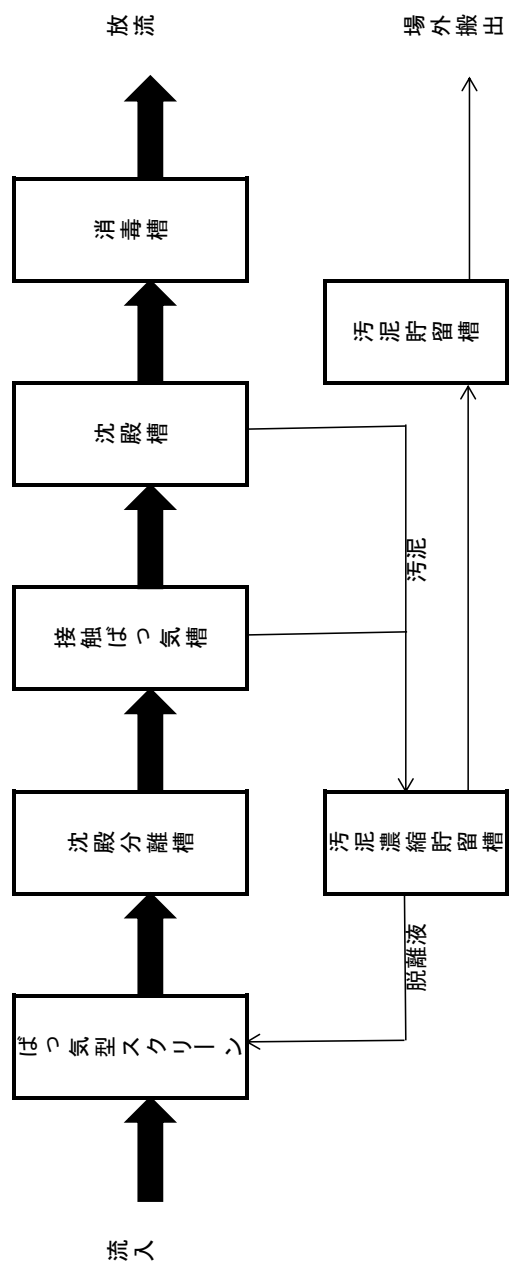 流入
ばっ気型スクリーン
沈殿分離槽
接触ばっ気槽
沈殿槽
消毒槽
放流
脱離液
汚泥濃縮貯留槽
汚泥
汚泥貯留槽
場外搬出